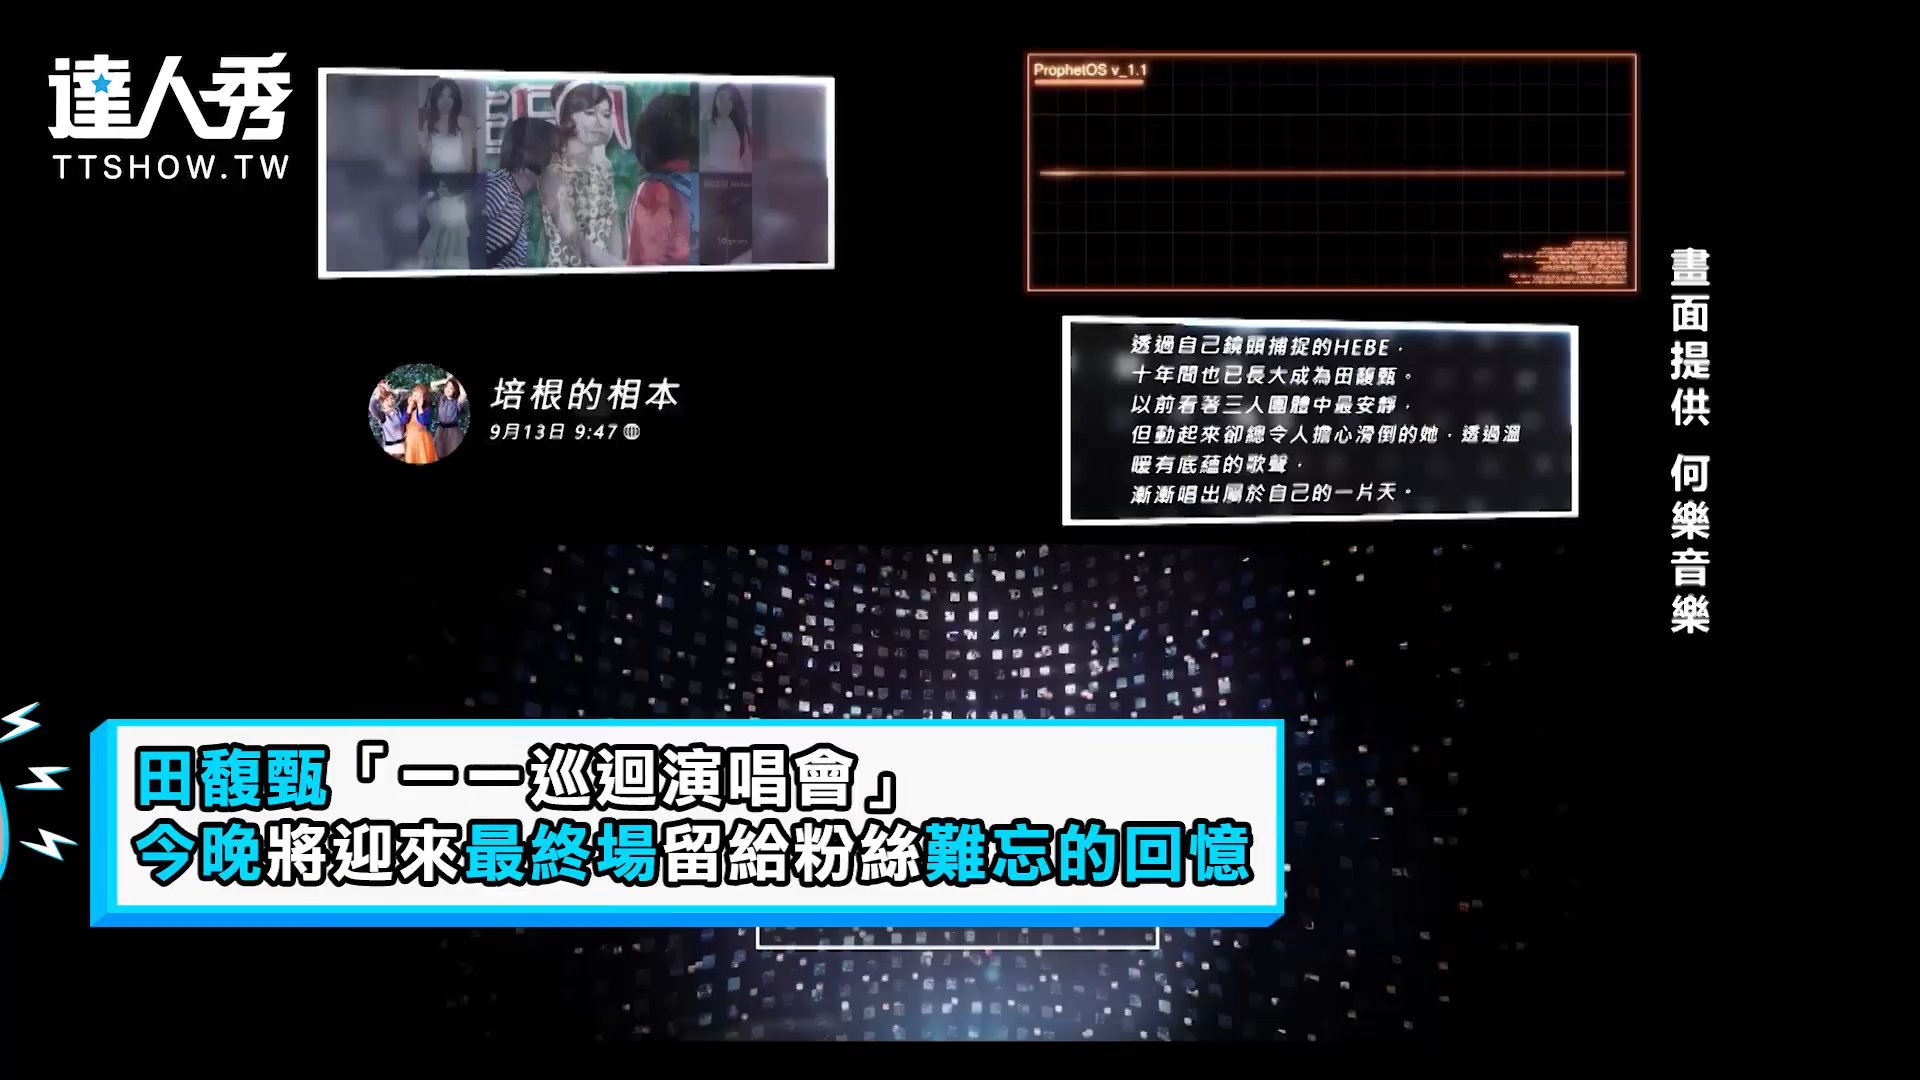 達人秀
TTSHOW.TW
ProphetOS v_1.1
透過自己鏡頭捕捉的HEBE，
十年間也已長大成為田馥甄。
以前看著三人團體中最安靜，
但動起來卻總令人擔心滑倒的她，透過溫
暖有底蘊的歌聲，
漸漸唱出屬於自己的一片天。
培根的相本
9月13日 9:47
畫面提供 何樂音樂
田馥甄「一一巡迴演唱會」
今晚將迎來最終場留給粉絲難忘的回憶